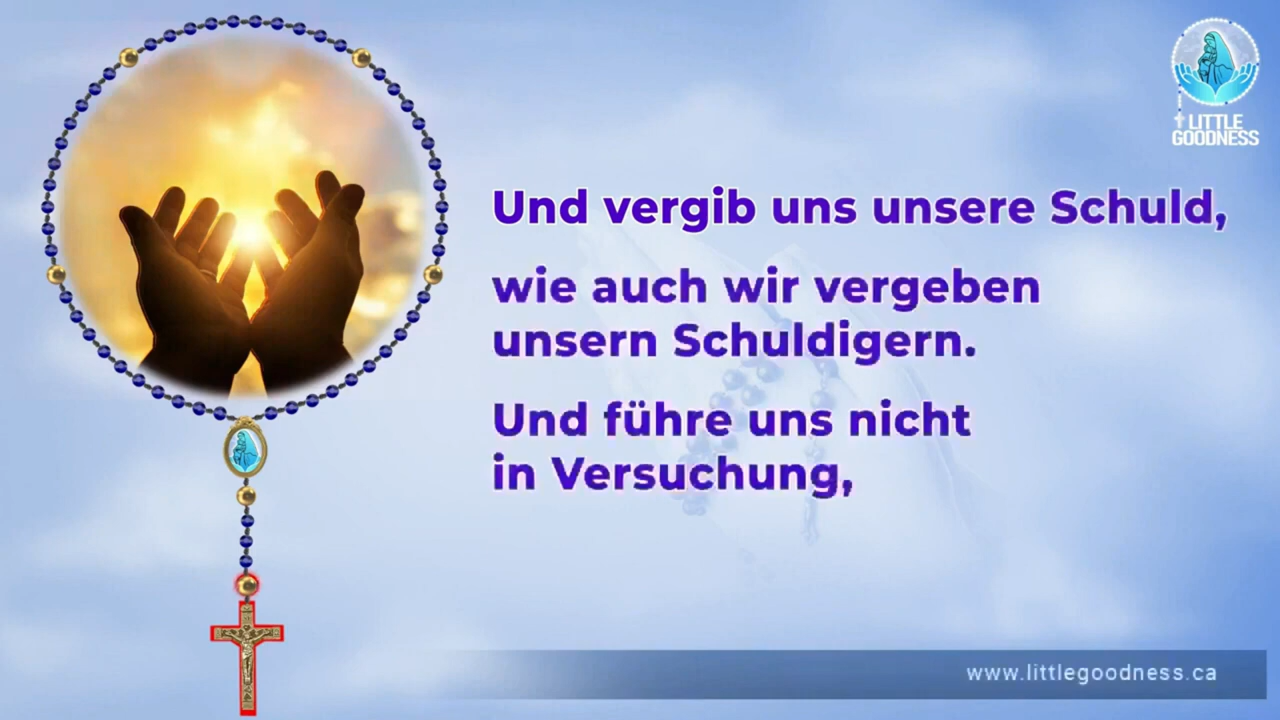 LITTLE
GOODNESS
Und vergib uns unsere Schuld,
wie auch wir vergeben
unsern Schuldigern.
Und führe uns nicht
in Versuchung,
www.littlegoodness.ca